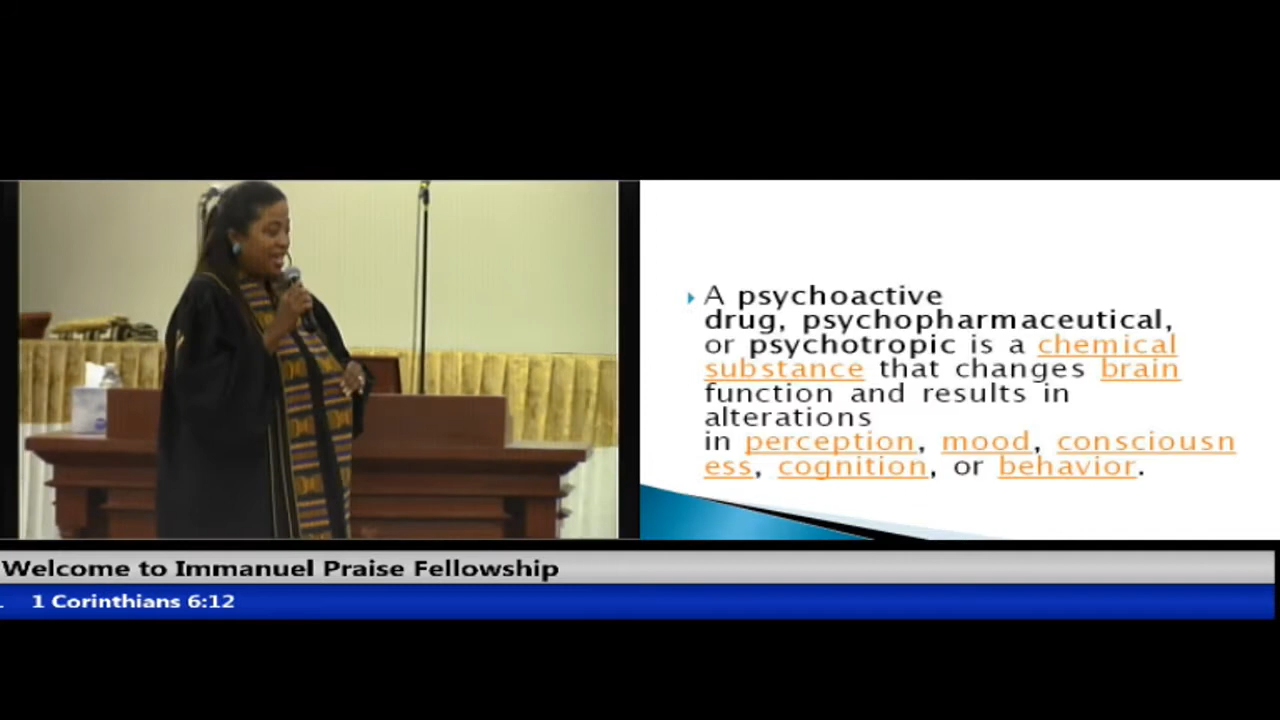 A psychoactive
drug, psychopharmaceutical,
or psychotropic is a chemical
substance that changes brain
function and results in
alterations
in perception, mood, consciousn
ess, cognition, or behavior.
Welcome to Immanuel Praise Fellowship
. 1 Corinthians 6:12